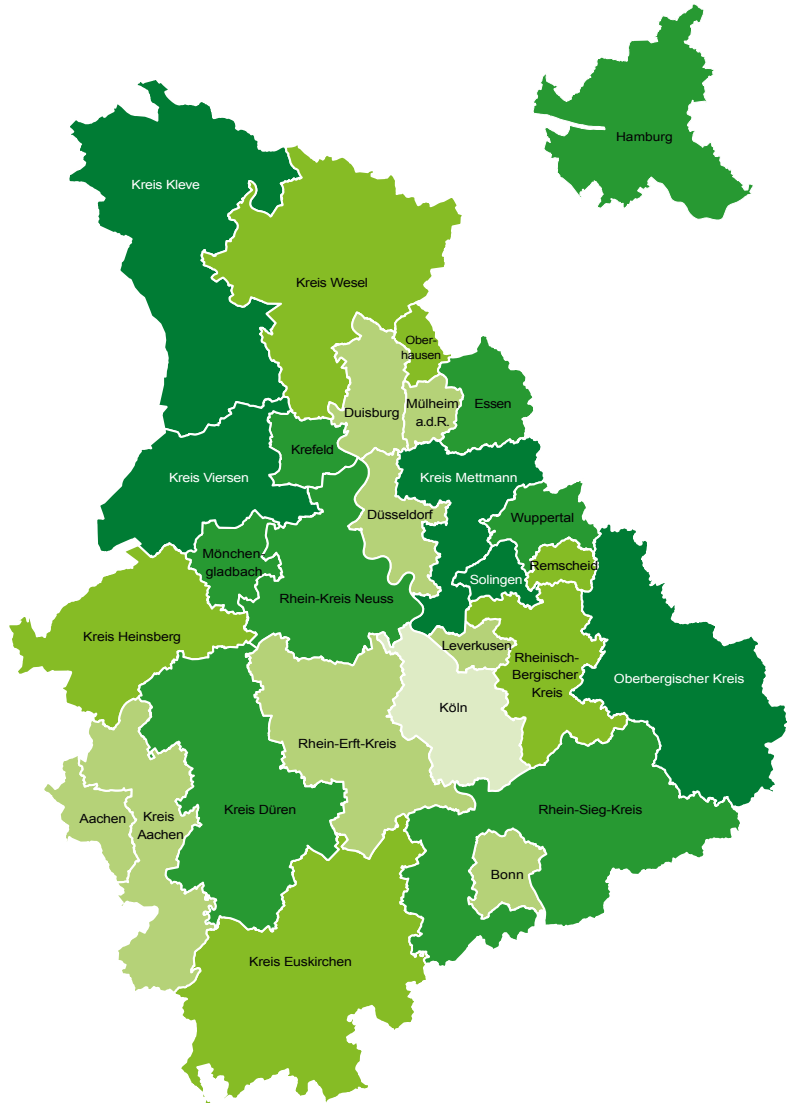 Hamburg
Kreis Kleve
Kreis Wesel
Ober-
hausen
Duisburg
Mülheim
a.d.R.
Essen
Krefeld
Kreis Viersen
Kreis Mettmann
Düsseldorf
Wuppertal
Mönchen-
gladbach
Remscheid
Solingen
Rhein-Kreis Neuss
Kreis Heinsberg
Leverkusen
Rheinisch-
Bergischer
Kreis
Oberbergischer Kreis
Köln
Rhein-Erft-Kreis
Aachen
Kreis
Aachen
Kreis Düren
Rhein-Sieg-Kreis
Bonn
Kreis Euskirchen